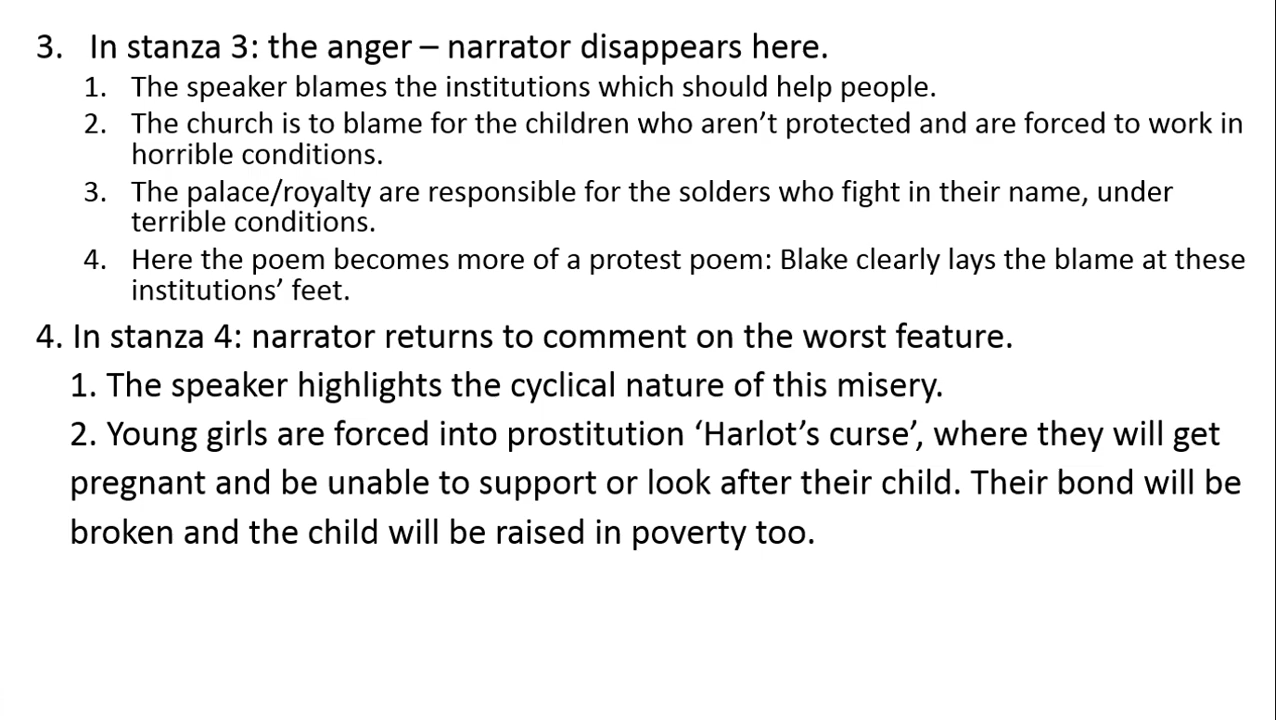 3. In stanza 3: the anger – narrator disappears here.
1. The speaker blames the institutions which should help people.
2. The church is to blame for the children who aren’t protected and are forced to work in
horrible conditions.
3. The palace/royalty are responsible for the solders who fight in their name, under
terrible conditions.
4. Here the poem becomes more of a protest poem: Blake clearly lays the blame at these
institutions’ feet.
4. In stanza 4: narrator returns to comment on the worst feature.
1. The speaker highlights the cyclical nature of this misery.
2. Young girls are forced into prostitution ‘Harlot’s curse’, where they will get
pregnant and be unable to support or look after their child. Their bond will be
broken and the child will be raised in poverty too.